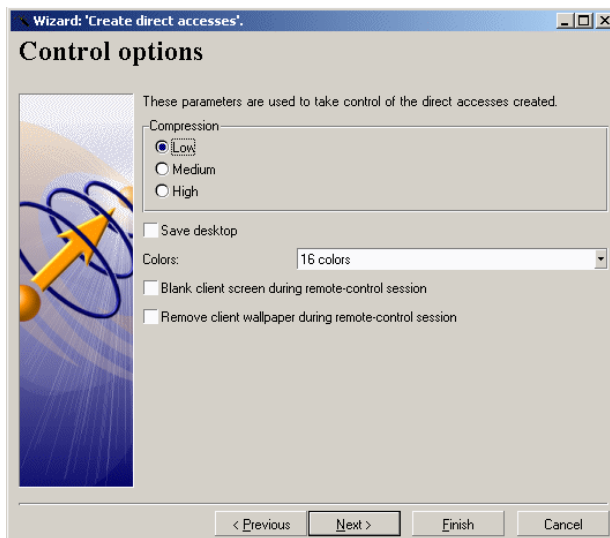 Wizard: 'Create direct accesses'.
Control options
These parameters are used to take control of the direct accesses created.
Compression
Low
Medium
High
Save desktop
Colors: 16 colors
Blank client screen during remote-control session
Remove client wallpaper during remote-control session
< Previous Next > Finish Cancel